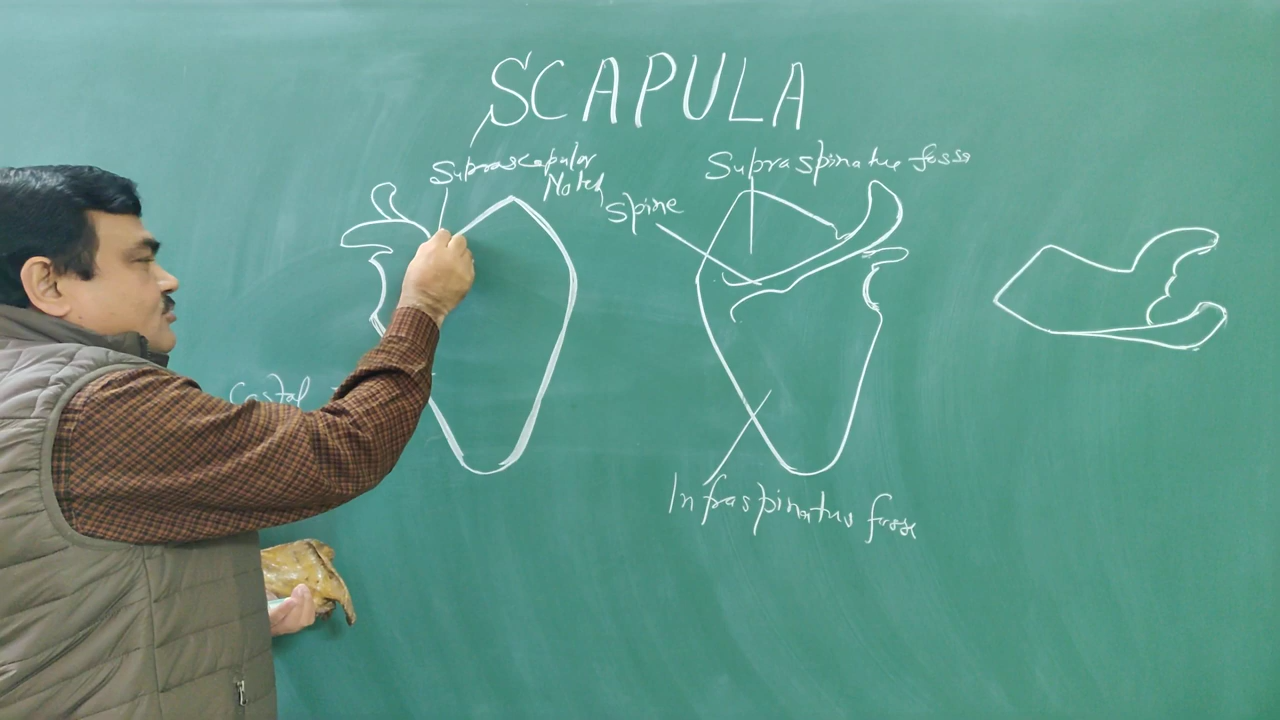 SCAPULA
Suprascapular
Notch
Spine
Supraspinatus fossa
Costal
Infraspinatus fossa